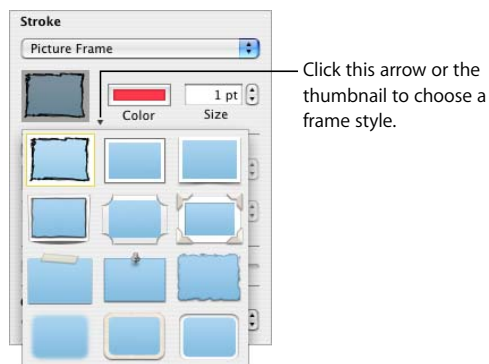 Stroke
Picture Frame
1 pt
Color
Size
Click this arrow or the
thumbnail to choose a
frame style.